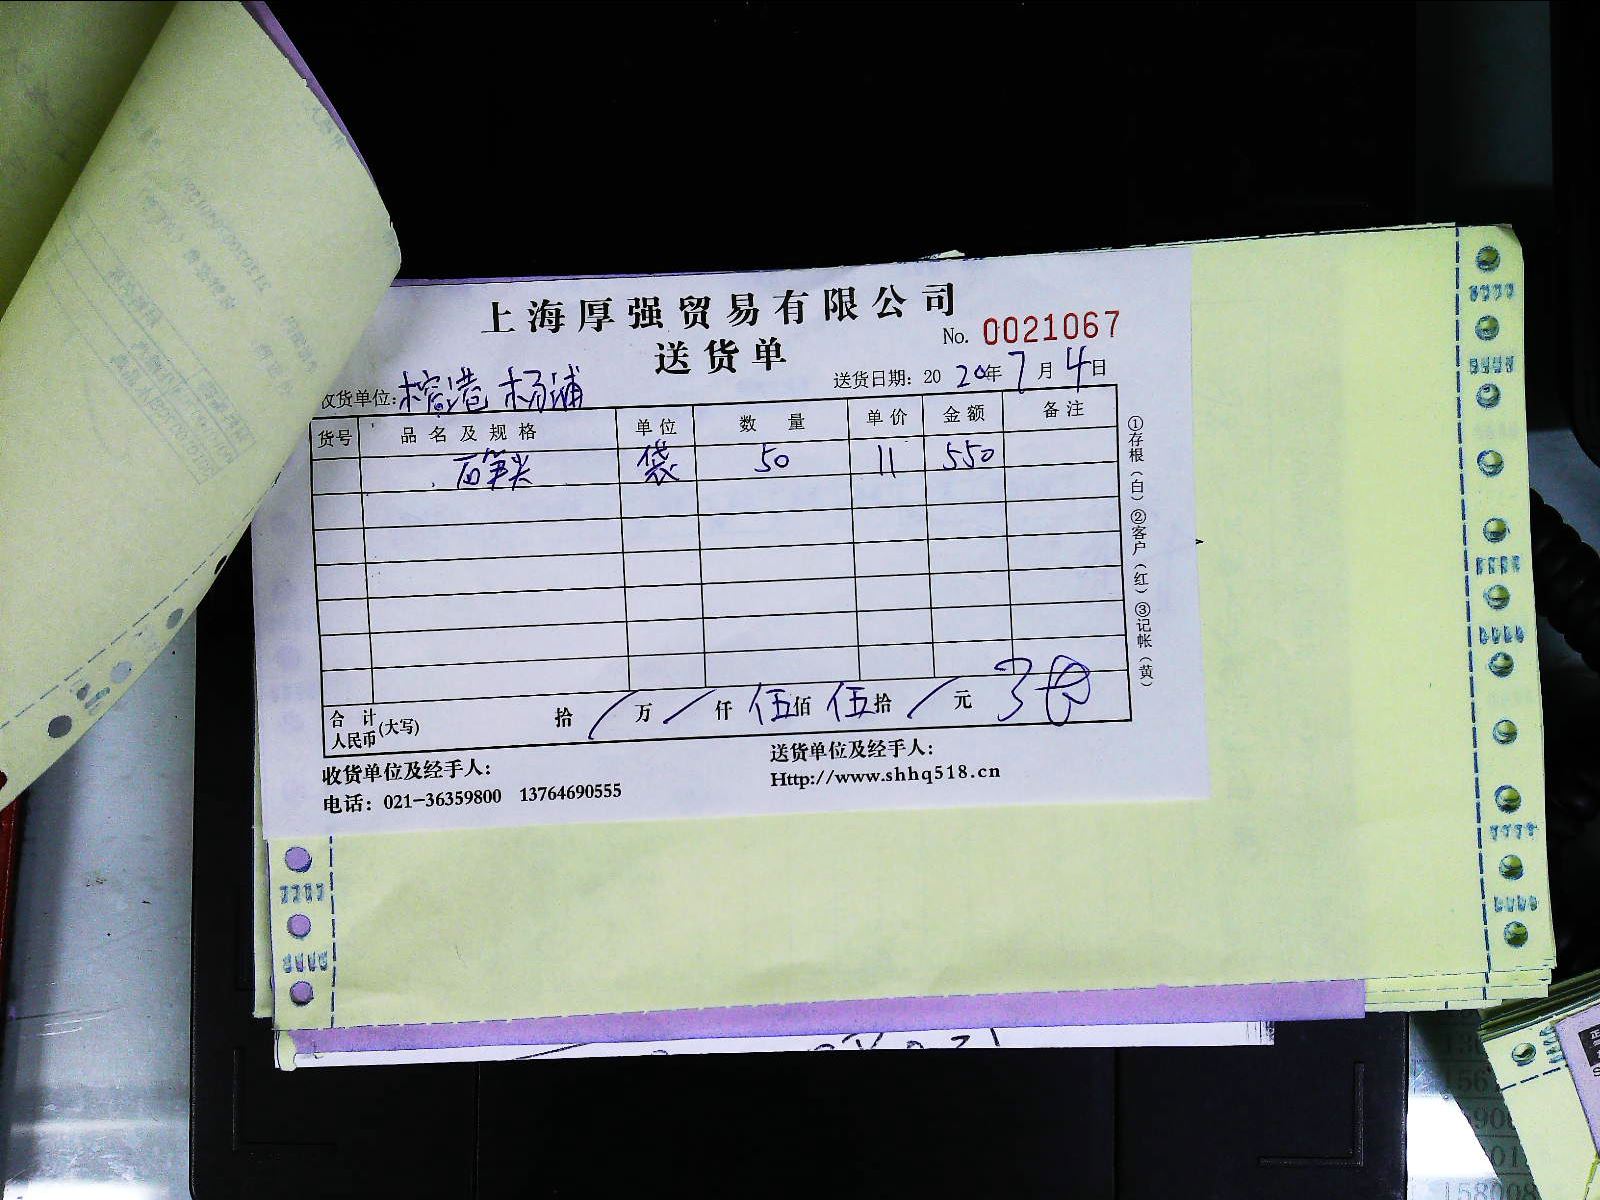 上海厚强贸易有限公司
No. 0021067
送货单
收货单位: 杨浦
送货日期: 2020年7月4日
货号 品名及规格 单位 数量 单价 金额 备注
石笋尖 袋 50 11 550
合计人民币(大写) 拾 / 万 / 仟 伍佰 伍拾 / 元
①存根(白)②客户(红)③记帐(黄)
收货单位及经手人:
送货单位及经手人:
电话: 021-36359800 13764690555
Http://www.shhq518.cn